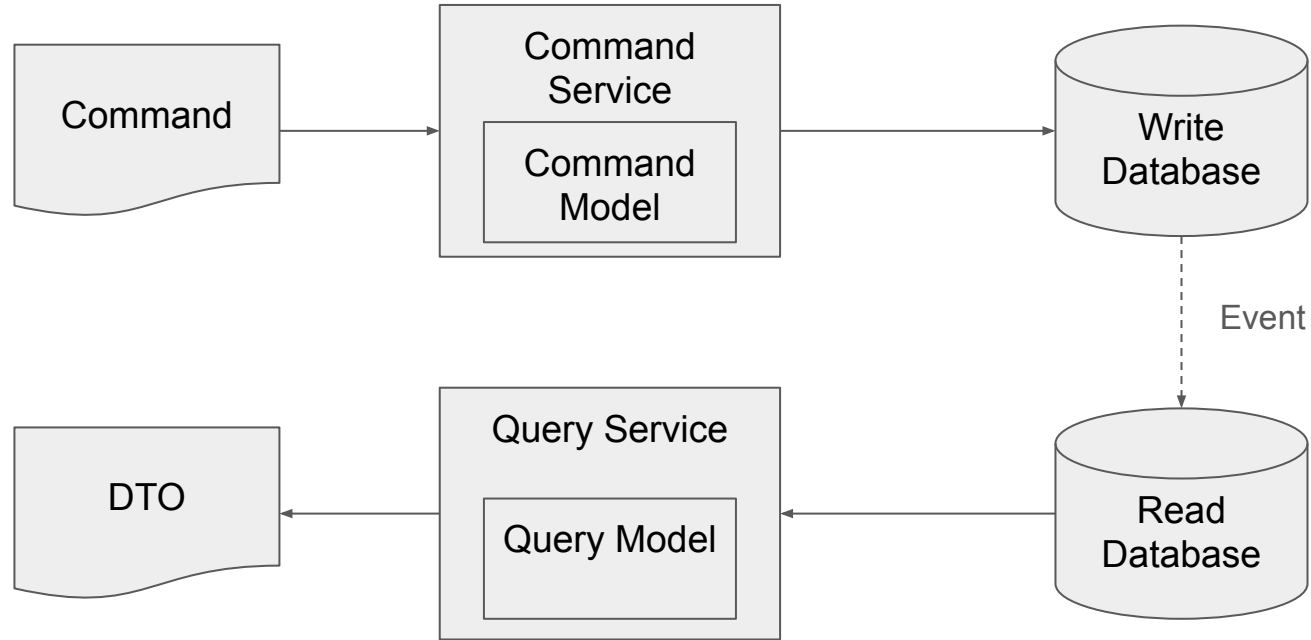 Command
Command
Service
Command
Model
Write
Database
Event
DTO
Query Service
Query Model
Read
Database